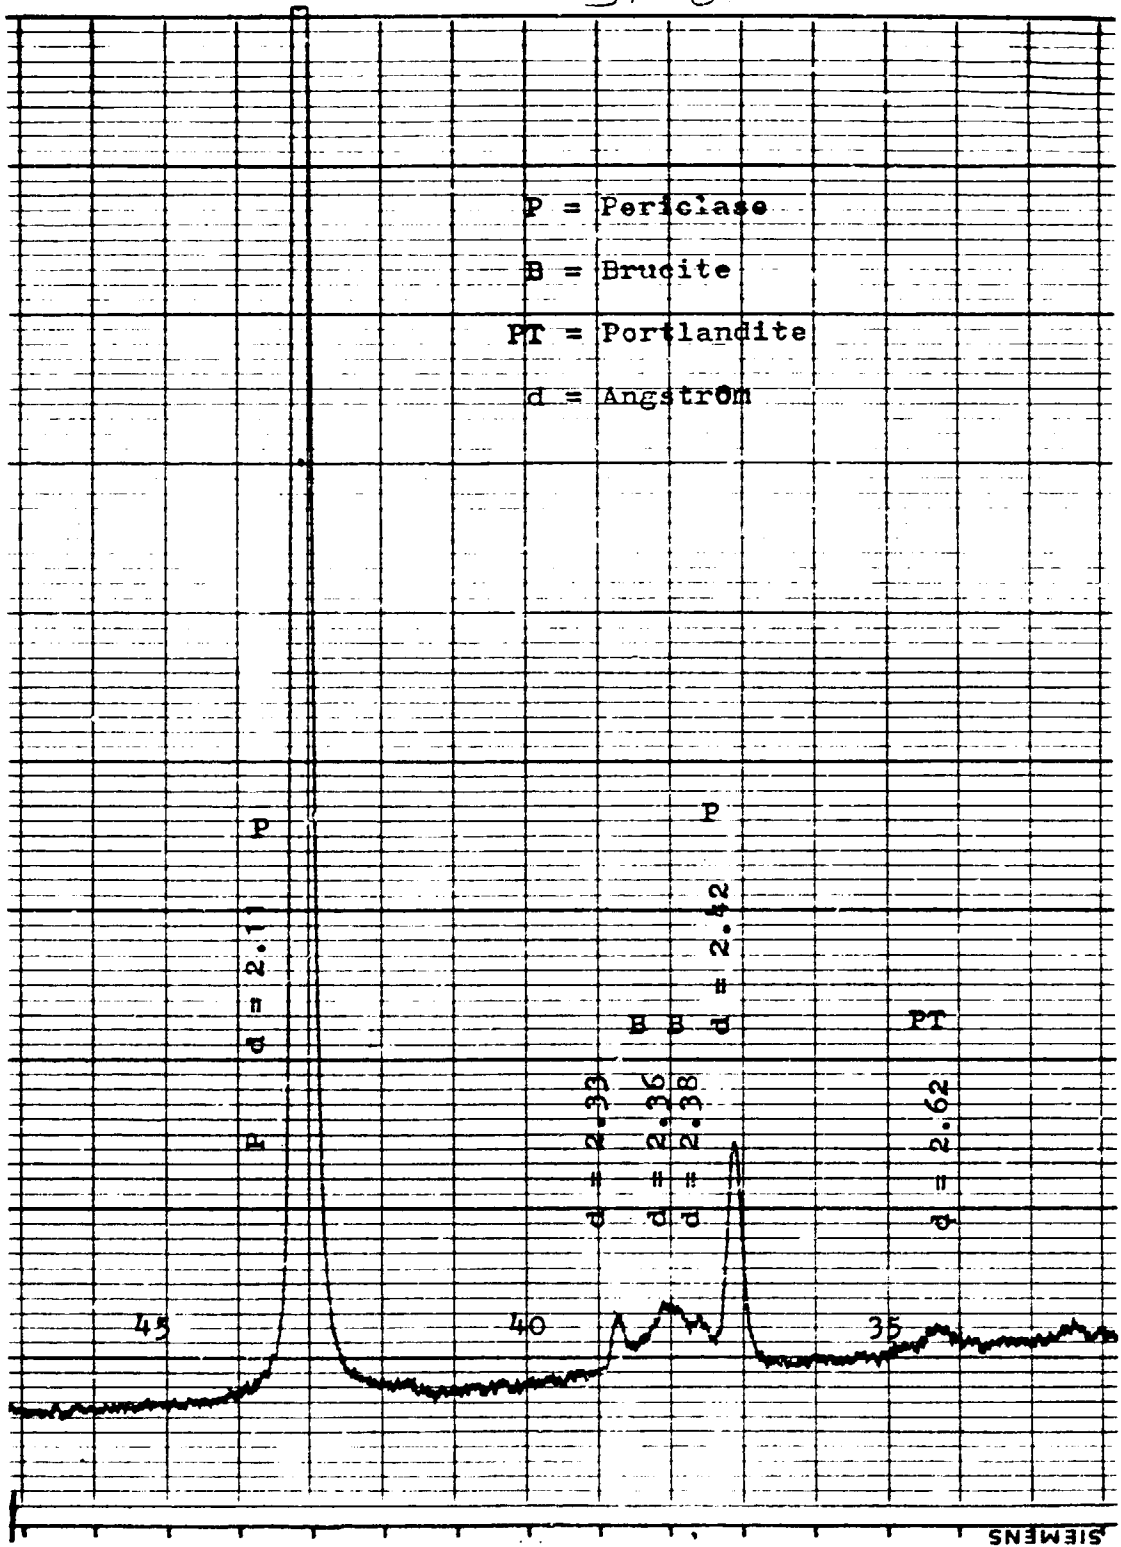 P = Periclase
B = Brucite
PT = Portlandite
d = Angström
P d = 2.11 P
d = 2.33
d = 2.36 B
d = 2.38 B
d = 2.42 P
d = 2.62 PT
45
40
35
SIEMENS